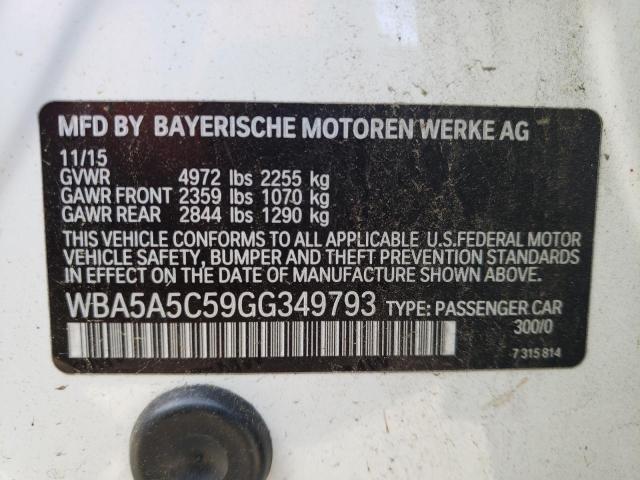 MFD BY BAYERISCHE MOTOREN WERKE AG
11/15
GVWR 4972 lbs 2255 kg
GAWR FRONT 2359 lbs 1070 kg
GAWR REAR 2844 lbs 1290 kg
THIS VEHICLE CONFORMS TO ALL APPLICABLE U.S.FEDERAL MOTOR
VEHICLE SAFETY, BUMPER AND THEFT PREVENTION STANDARDS
IN EFFECT ON THE DATE OF MANUFACTURE SHOWN ABOVE.
WBA5A5C59GG349793 TYPE: PASSENGER CAR
300/0
7 315 814